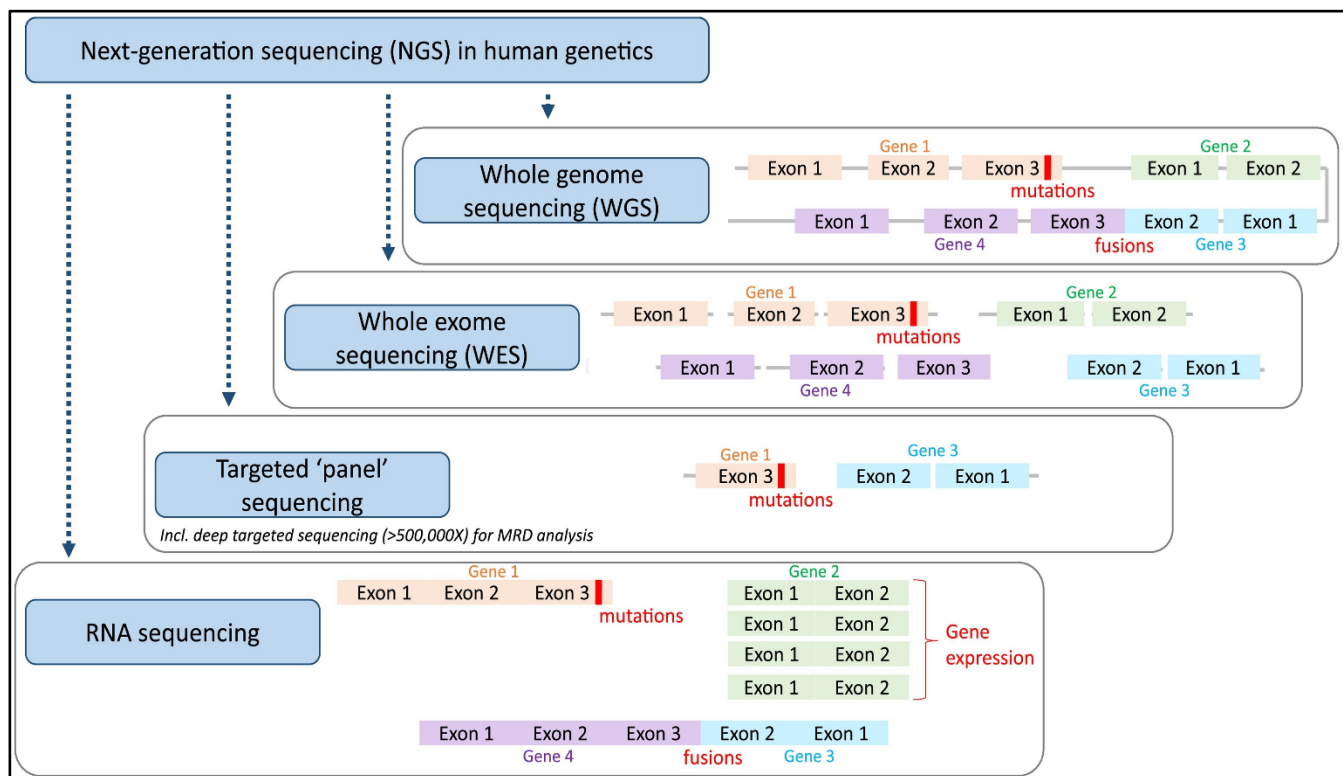 Next-generation sequencing (NGS) in human genetics
Whole genome
sequencing (WGS)
Gene 1
Gene 2
Exon 1 Exon 2 Exon 3 Exon 1 Exon 2
mutations
Exon 1 Exon 2 Exon 3 Exon 2 Exon 1
Gene 4 fusions Gene 3
Whole exome
sequencing (WES)
Gene 1 Gene 2
Exon 1 Exon 2 Exon 3 Exon 1 Exon 2
mutations
Exon 1 Exon 2 Exon 3 Exon 2 Exon 1
Gene 4 Gene 3
Targeted ‘panel’
sequencing
Incl. deep targeted sequencing (>500,000X) for MRD analysis
Gene 1 Gene 3
Exon 3 Exon 2 Exon 1
mutations
RNA sequencing
Gene 1
Exon 1 Exon 2 Exon 3
mutations
Gene 2
Exon 1 Exon 2
Exon 1 Exon 2
Exon 1 Exon 2
Exon 1 Exon 2
Gene
expression
Exon 1 Exon 2 Exon 3 Exon 2 Exon 1
Gene 4 fusions Gene 3